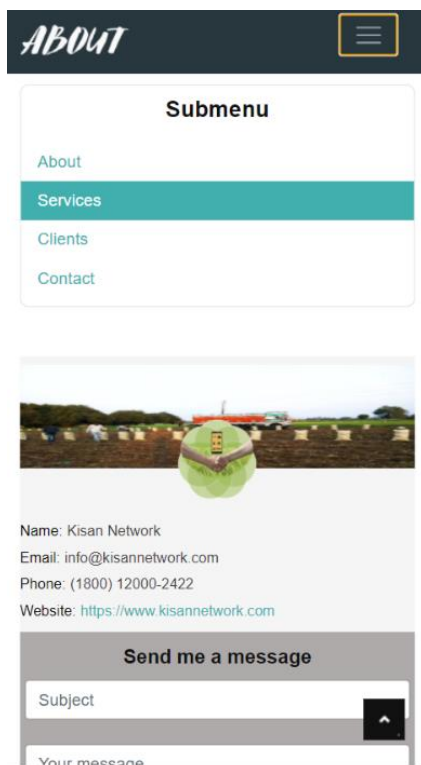 ABOUT
Submenu
About
Services
Clients
Contact
Name: Kisan Network
Email: info@kisannetwork.com
Phone: (1800) 12000-2422
Website: https://www.kisannetwork.com
Send me a message
Subject
Your message